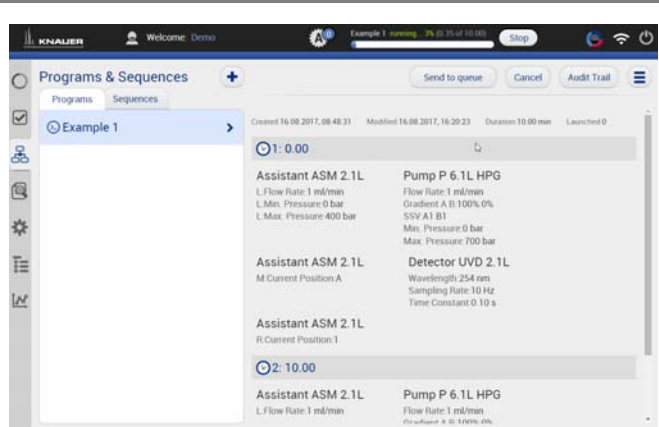 KNAUER
Welcome: Demo
A
Example 1 running... 3% (0.35 of 10.00)
Stop
Programs & Sequences
+
Send to queue
Cancel
Audit Trail
Programs
Sequences
Example 1
Created 16.08.2017, 08:48:31 Modified 16.08.2017, 16:20:23 Duration 10.00 min Launched 0
1: 0.00
Assistant ASM 2.1L
L:Flow Rate:1 ml/min
L:Min. Pressure:0 bar
L:Max. Pressure:400 bar
Pump P 6.1L HPG
Flow Rate:1 ml/min
Gradient A B:100% 0%
SSV:A1 B1
Min. Pressure:0 bar
Max. Pressure:700 bar
Assistant ASM 2.1L
M:Current Position:A
Detector UVD 2.1L
Wavelength:254 nm
Sampling Rate:10 Hz
Time Constant:0.10 s
Assistant ASM 2.1L
R:Current Position:1
2: 10.00
Assistant ASM 2.1L
L:Flow Rate:1 ml/min
Pump P 6.1L HPG
Flow Rate:1 ml/min
Gradient A B:100% 0%